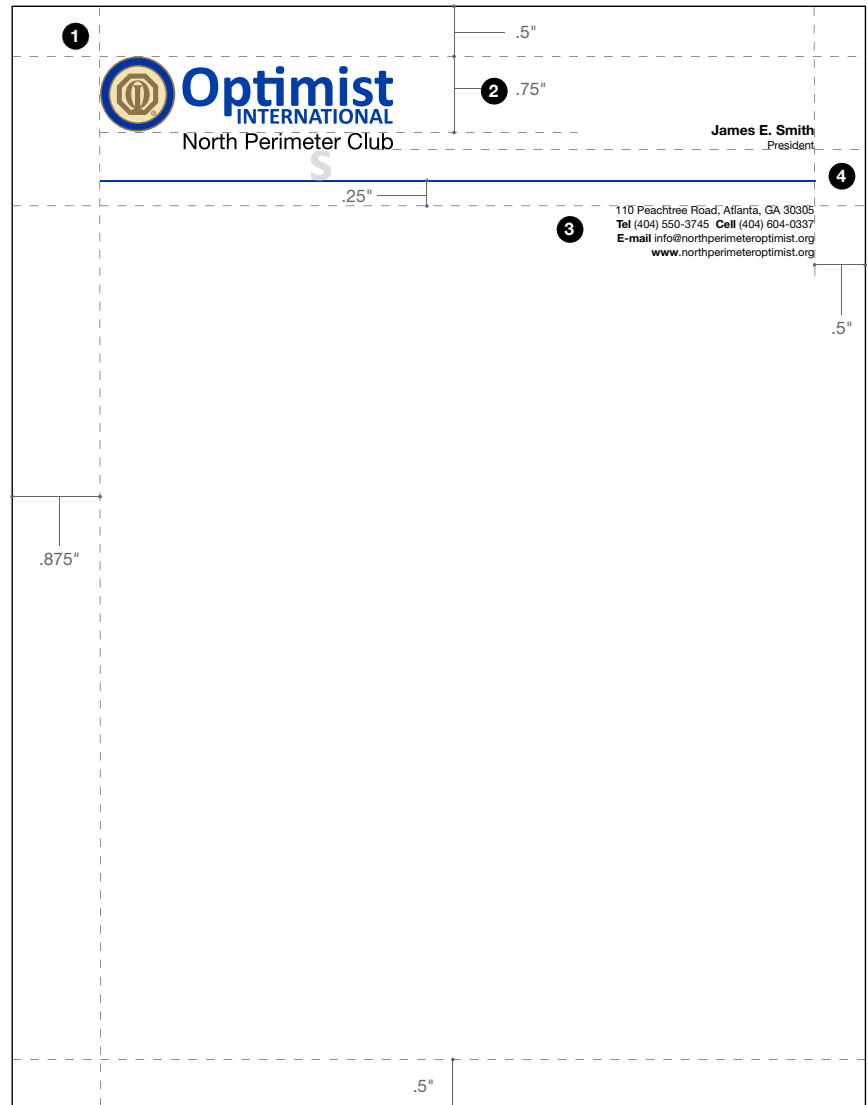 1
.5"
2 .75"
Optimist
INTERNATIONAL
North Perimeter Club
S
James E. Smith
President
4
.25"
3
110 Peachtree Road, Atlanta, GA 30305
Tel (404) 550-3745 Cell (404) 604-0337
E-mail info@northperimeteroptimist.org
www.northperimeteroptimist.org
.5"
.875"
.5"